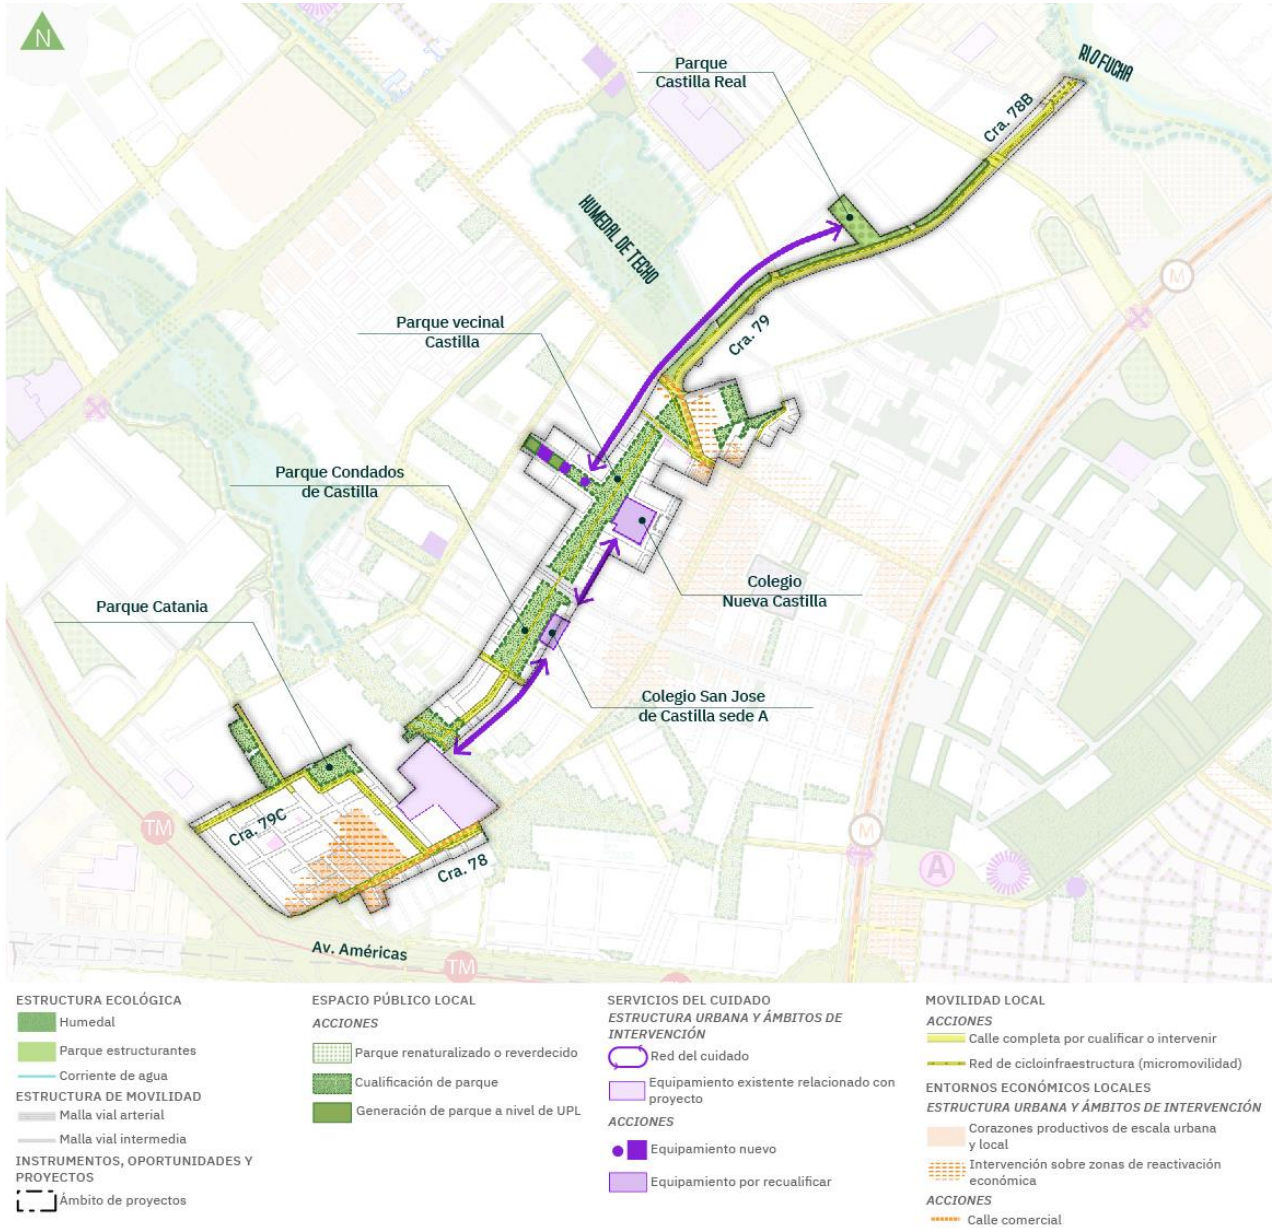 N
Parque
Castilla Real
RIO FUCHA
Cra. 78B
HUMEDAL DE TECHO
M
Parque vecinal
Castilla
Cra. 79
Parque Condados
de Castilla
Colegio
Nueva Castilla
Parque Catania
Colegio San Jose
de Castilla sede A
TM
Cra. 79C
M
A
Cra. 78
Av. Américas
TM
ESTRUCTURA ECOLÓGICA
Humedal
Parque estructurantes
Corriente de agua
ESTRUCTURA DE MOVILIDAD
Malla vial arterial
Malla vial intermedia
INSTRUMENTOS, OPORTUNIDADES Y
PROYECTOS
Ámbito de proyectos
ESPACIO PÚBLICO LOCAL
ACCIONES
Parque renaturalizado o reverdecido
Cualificación de parque
Generación de parque a nivel de UPL
SERVICIOS DEL CUIDADO
ESTRUCTURA URBANA Y ÁMBITOS DE
INTERVENCIÓN
Red del cuidado
Equipamiento existente relacionado con
proyecto
ACCIONES
Equipamiento nuevo
Equipamiento por recualificar
MOVILIDAD LOCAL
ACCIONES
Calle completa por cualificar o intervenir
Red de cicloinfraestructura (micromovilidad)
ENTORNOS ECONÓMICOS LOCALES
ESTRUCTURA URBANA Y ÁMBITOS DE INTERVENCIÓN
Corazones productivos de escala urbana
y local
Intervención sobre zonas de reactivación
económica
ACCIONES
Calle comercial